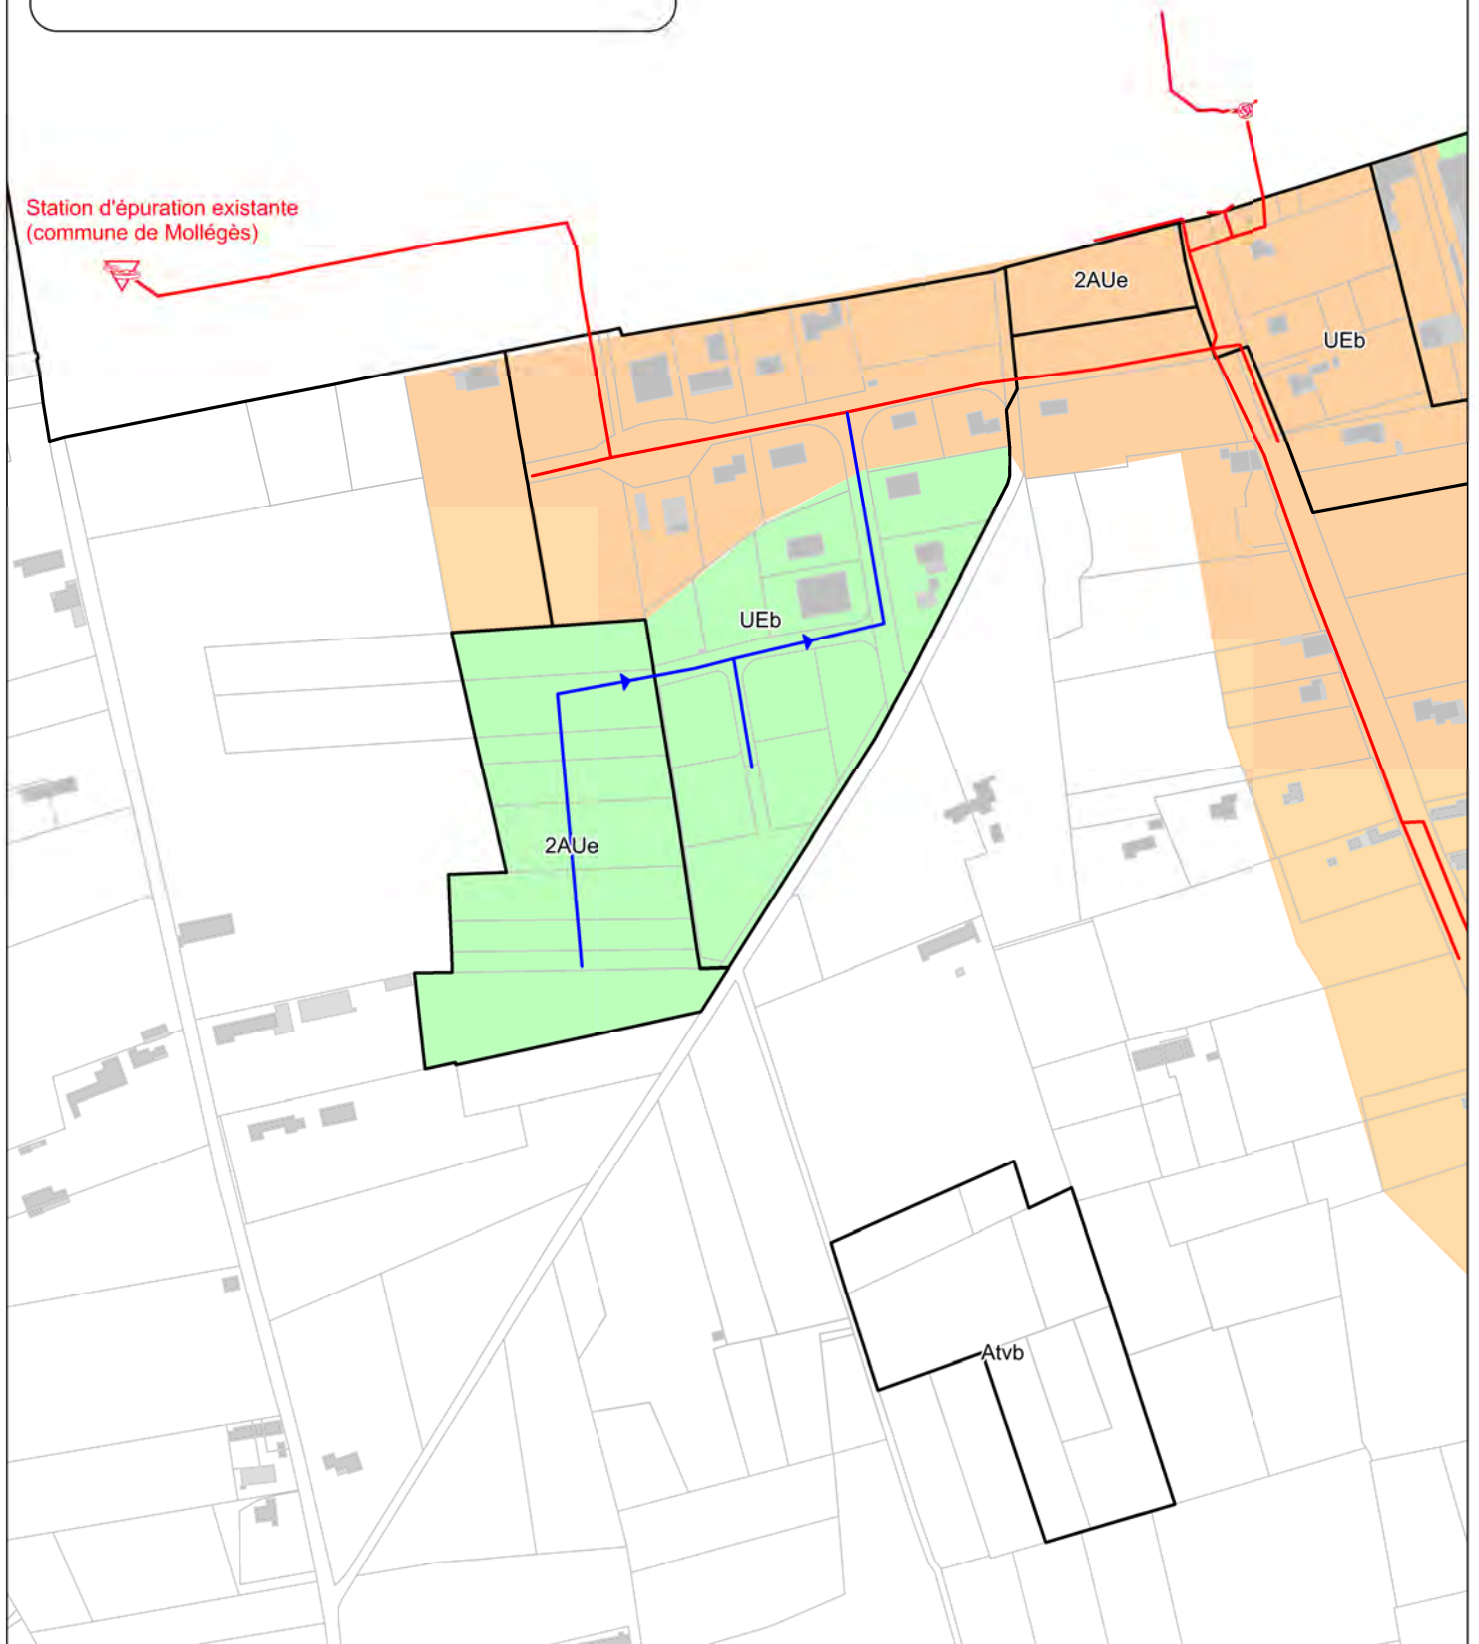 Station d'épuration existante
(commune de Mollégès)
2AUe
UEb
UEb
2AUe
Atvb